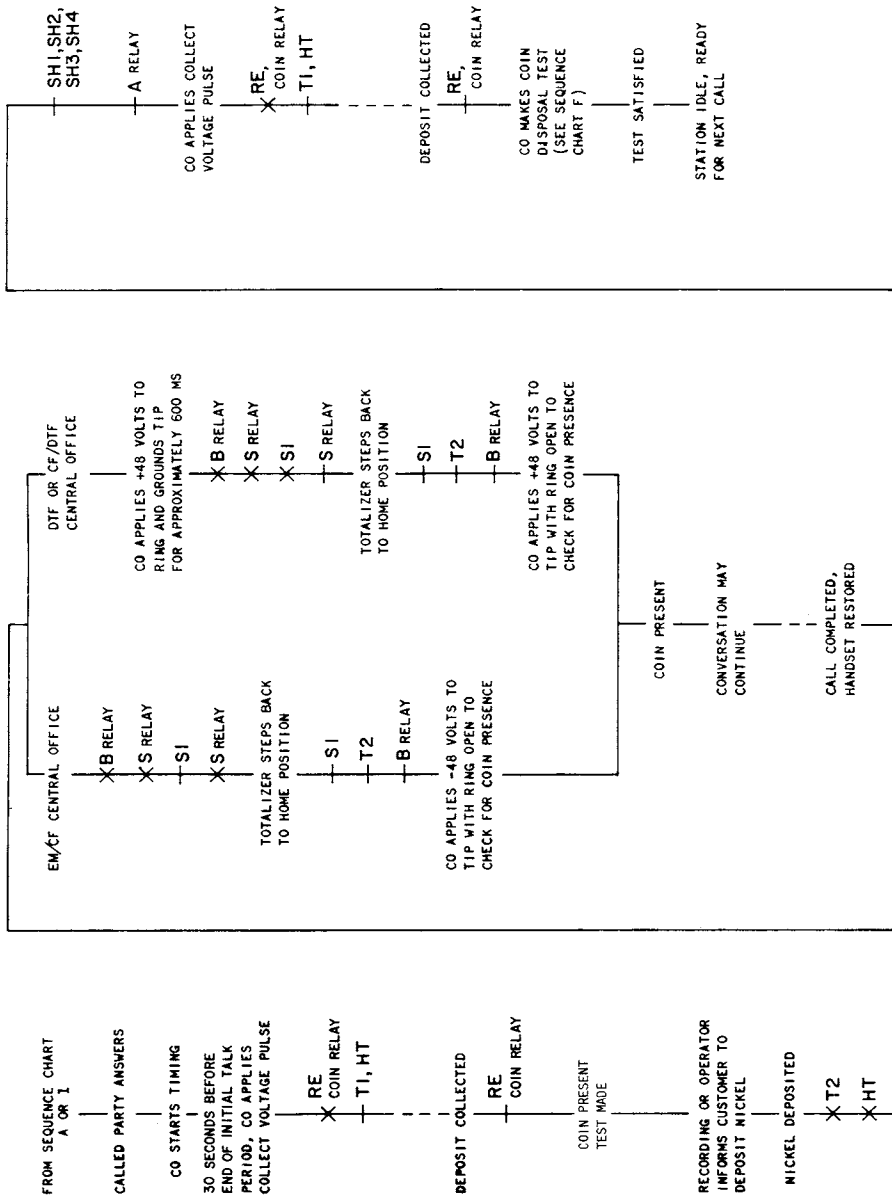 FROM SEQUENCE CHART
A OR I
CALLED PARTY ANSWERS
CO STARTS TIMING
30 SECONDS BEFORE
END OF INITIAL TALK
PERIOD, CO APPLIES
COLLECT VOLTAGE PULSE
RE
COIN RELAY
T1, HT
DEPOSIT COLLECTED
RE
COIN RELAY
COIN PRESENT
TEST MADE
RECORDING OR OPERATOR
INFORMS CUSTOMER TO
DEPOSIT NICKEL
NICKEL DEPOSITED
T2
HT
EM/CF CENTRAL OFFICE
B RELAY
S RELAY
S1
S RELAY
TOTALIZER STEPS BACK
TO HOME POSITION
S1
T2
B RELAY
CO APPLIES -48 VOLTS TO
TIP WITH RING OPEN TO
CHECK FOR COIN PRESENCE
DTF OR CF/DTF
CENTRAL OFFICE
CO APPLIES +48 VOLTS TO
RING AND GROUNDS TIP
FOR APPROXIMATELY 600 MS
B RELAY
S RELAY
S1
S RELAY
TOTALIZER STEPS BACK
TO HOME POSITION
S1
T2
B RELAY
CO APPLIES +48 VOLTS TO
TIP WITH RING OPEN TO
CHECK FOR COIN PRESENCE
COIN PRESENT
CONVERSATION MAY
CONTINUE
CALL COMPLETED,
HANDSET RESTORED
SH1, SH2,
SH3, SH4
A RELAY
CO APPLIES COLLECT
VOLTAGE PULSE
RE,
COIN RELAY
T1, HT
DEPOSIT COLLECTED
RE,
COIN RELAY
CO MAKES COIN
DISPOSAL TEST
(SEE SEQUENCE
CHART F)
TEST SATISFIED
STATION IDLE, READY
FOR NEXT CALL